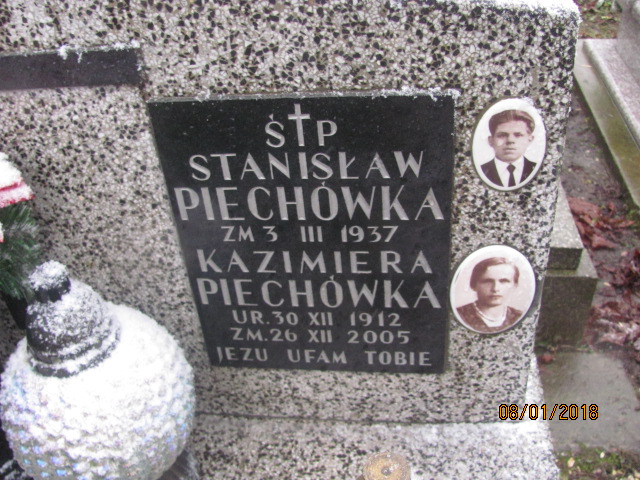 Ś✝P
STANISŁAW
PIECHÓWKA
ZM 3 III 1937
KAZIMIERA
PIECHÓWKA
UR.30 XII 1912
ZM.26 XII 2005
JEZU UFAM TOBIE
08/01/2018